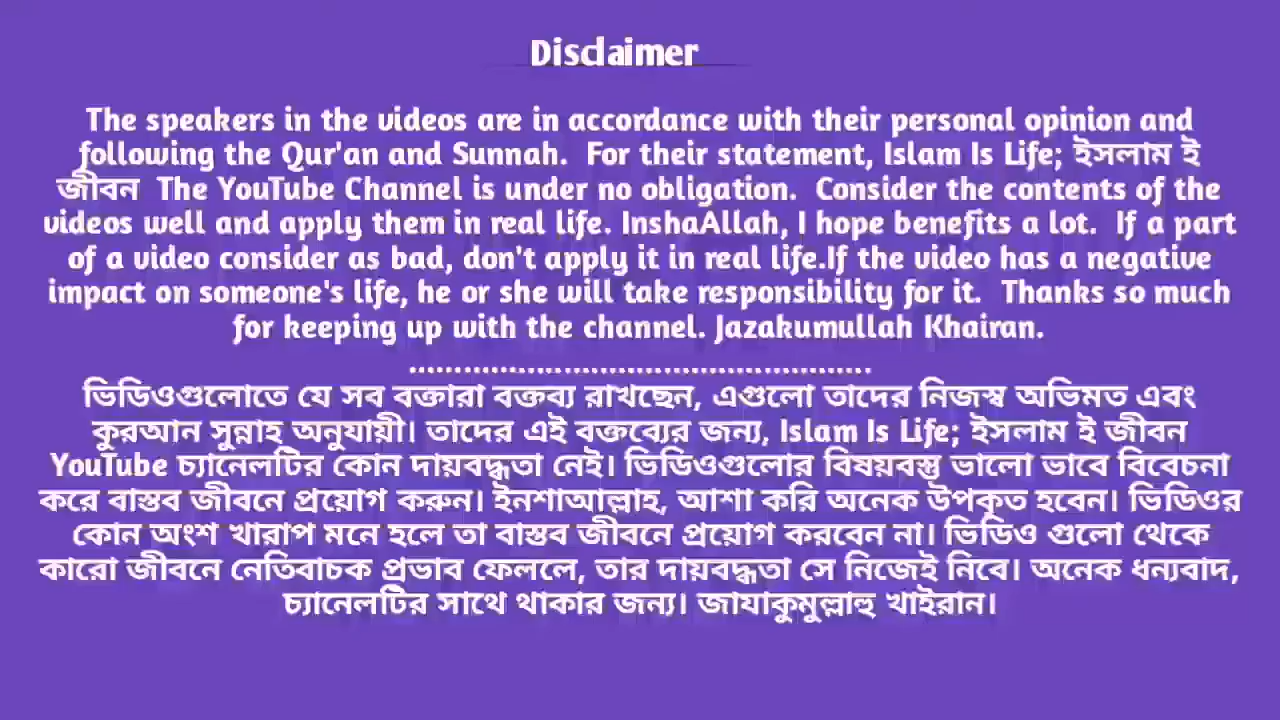 Disclaimer
The speakers in the videos are in accordance with their personal opinion and
following the Qur'an and Sunnah. For their statement, Islam Is Life; ইসলাম ই
জীবন The YouTube Channel is under no obligation. Consider the contents of the
videos well and apply them in real life. InshaAllah, I hope benefits a lot. If a part
of a video consider as bad, don't apply it in real life.If the video has a negative
impact on someone's life, he or she will take responsibility for it. Thanks so much
for keeping up with the channel. Jazakumullah Khairan.
..................................................
ভিডিওগুলোতে যে সব বক্তারা বক্তব্য রাখছেন, এগুলো তাদের নিজস্ব অভিমত এবং
কুরআন সুন্নাহ অনুযায়ী। তাদের এই বক্তব্যের জন্য, Islam Is Life; ইসলাম ই জীবন
YouTube চ্যানেলটির কোন দায়বদ্ধতা নেই। ভিডিওগুলোর বিষয়বস্তু ভালো ভাবে বিবেচনা
করে বাস্তব জীবনে প্রয়োগ করুন। ইনশাআল্লাহ, আশা করি অনেক উপকৃত হবেন। ভিডিওর
কোন অংশ খারাপ মনে হলে তা বাস্তব জীবনে প্রয়োগ করবেন না। ভিডিও গুলো থেকে
কারো জীবনে নেতিবাচক প্রভাব ফেললে, তার দায়বদ্ধতা সে নিজেই নিবে। অনেক ধন্যবাদ,
চ্যানেলটির সাথে থাকার জন্য। জাযাকুমুল্লাহু খাইরান।